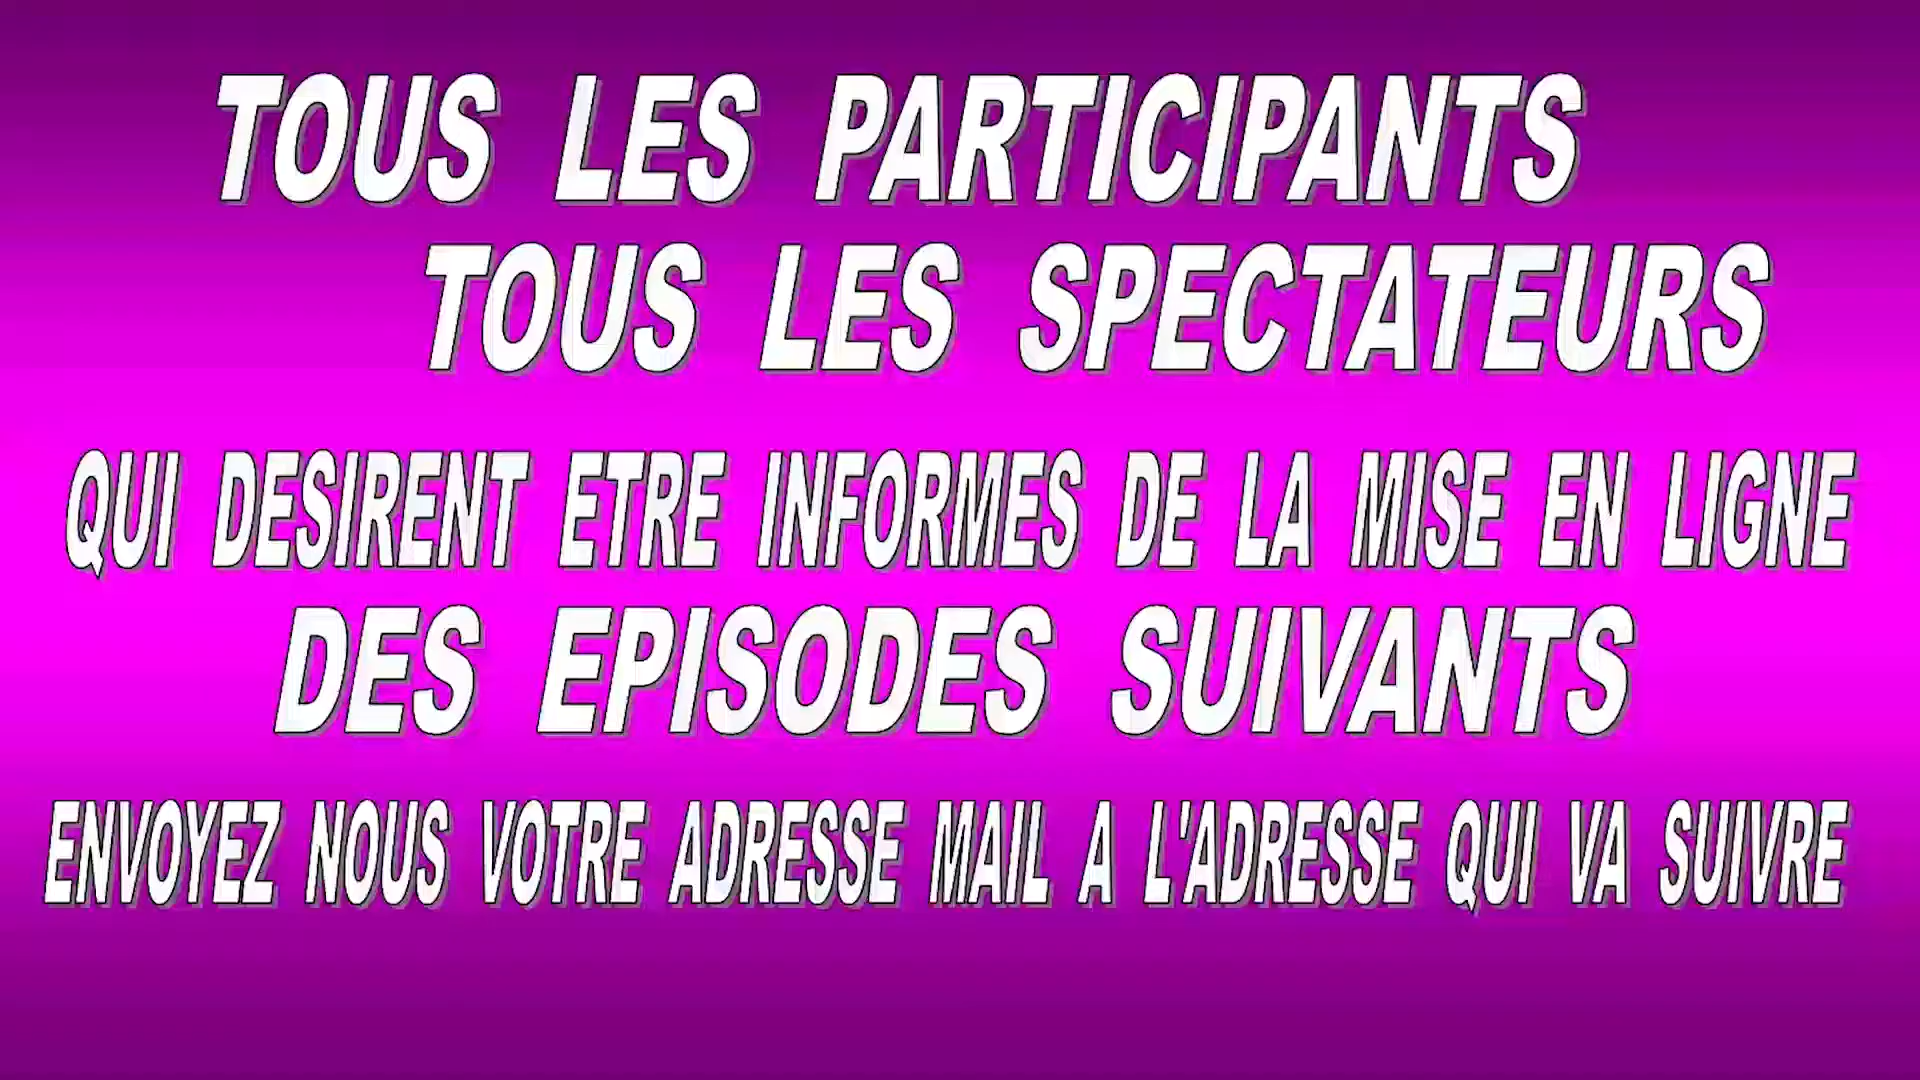 TOUS LES PARTICIPANTS
TOUS LES SPECTATEURS
QUI DESIRENT ETRE INFORMES DE LA MISE EN LIGNE
DES EPISODES SUIVANTS
ENVOYEZ NOUS VOTRE ADRESSE MAIL A L'ADRESSE QUI VA SUIVRE